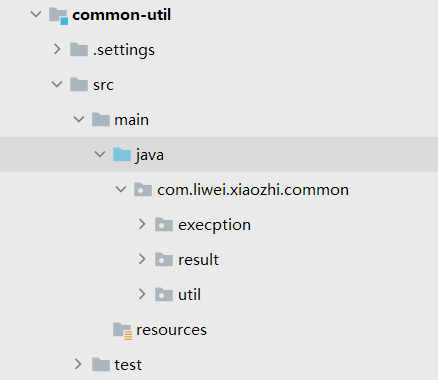 common-util
.settings
src
main
java
com.liwei.xiaozhi.common
execption
result
util
resources
test